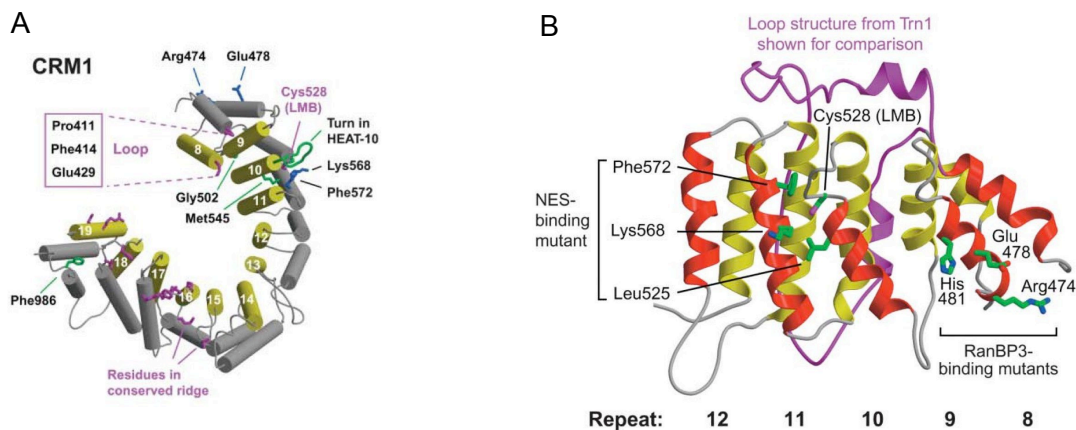 A
CRM1
Arg474
Glu478
Cys528
(LMB)
Pro411
Phe414
Glu429
Loop
8
9
10
11
Turn in
HEAT-10
Lys568
Phe572
Gly502
Met545
12
13
14
15
16
17
18
19
Phe986
Residues in
conserved ridge
B
Loop structure from Trn1
shown for comparison
Cys528 (LMB)
Phe572
NES-
binding
mutant
Lys568
Leu525
Glu
478
His
481
Arg474
RanBP3-
binding mutants
Repeat: 12 11 10 9 8